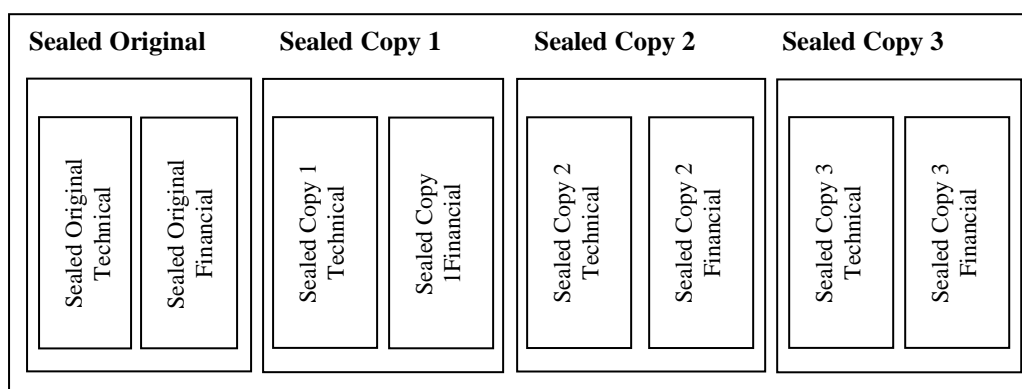 Sealed Original
Sealed Copy 1
Sealed Copy 2
Sealed Copy 3
Sealed Original
Technical
Sealed Original
Financial
Sealed Copy 1
Technical
Sealed Copy
1Financial
Sealed Copy 2
Technical
Sealed Copy 2
Financial
Sealed Copy 3
Technical
Sealed Copy 3
Financial